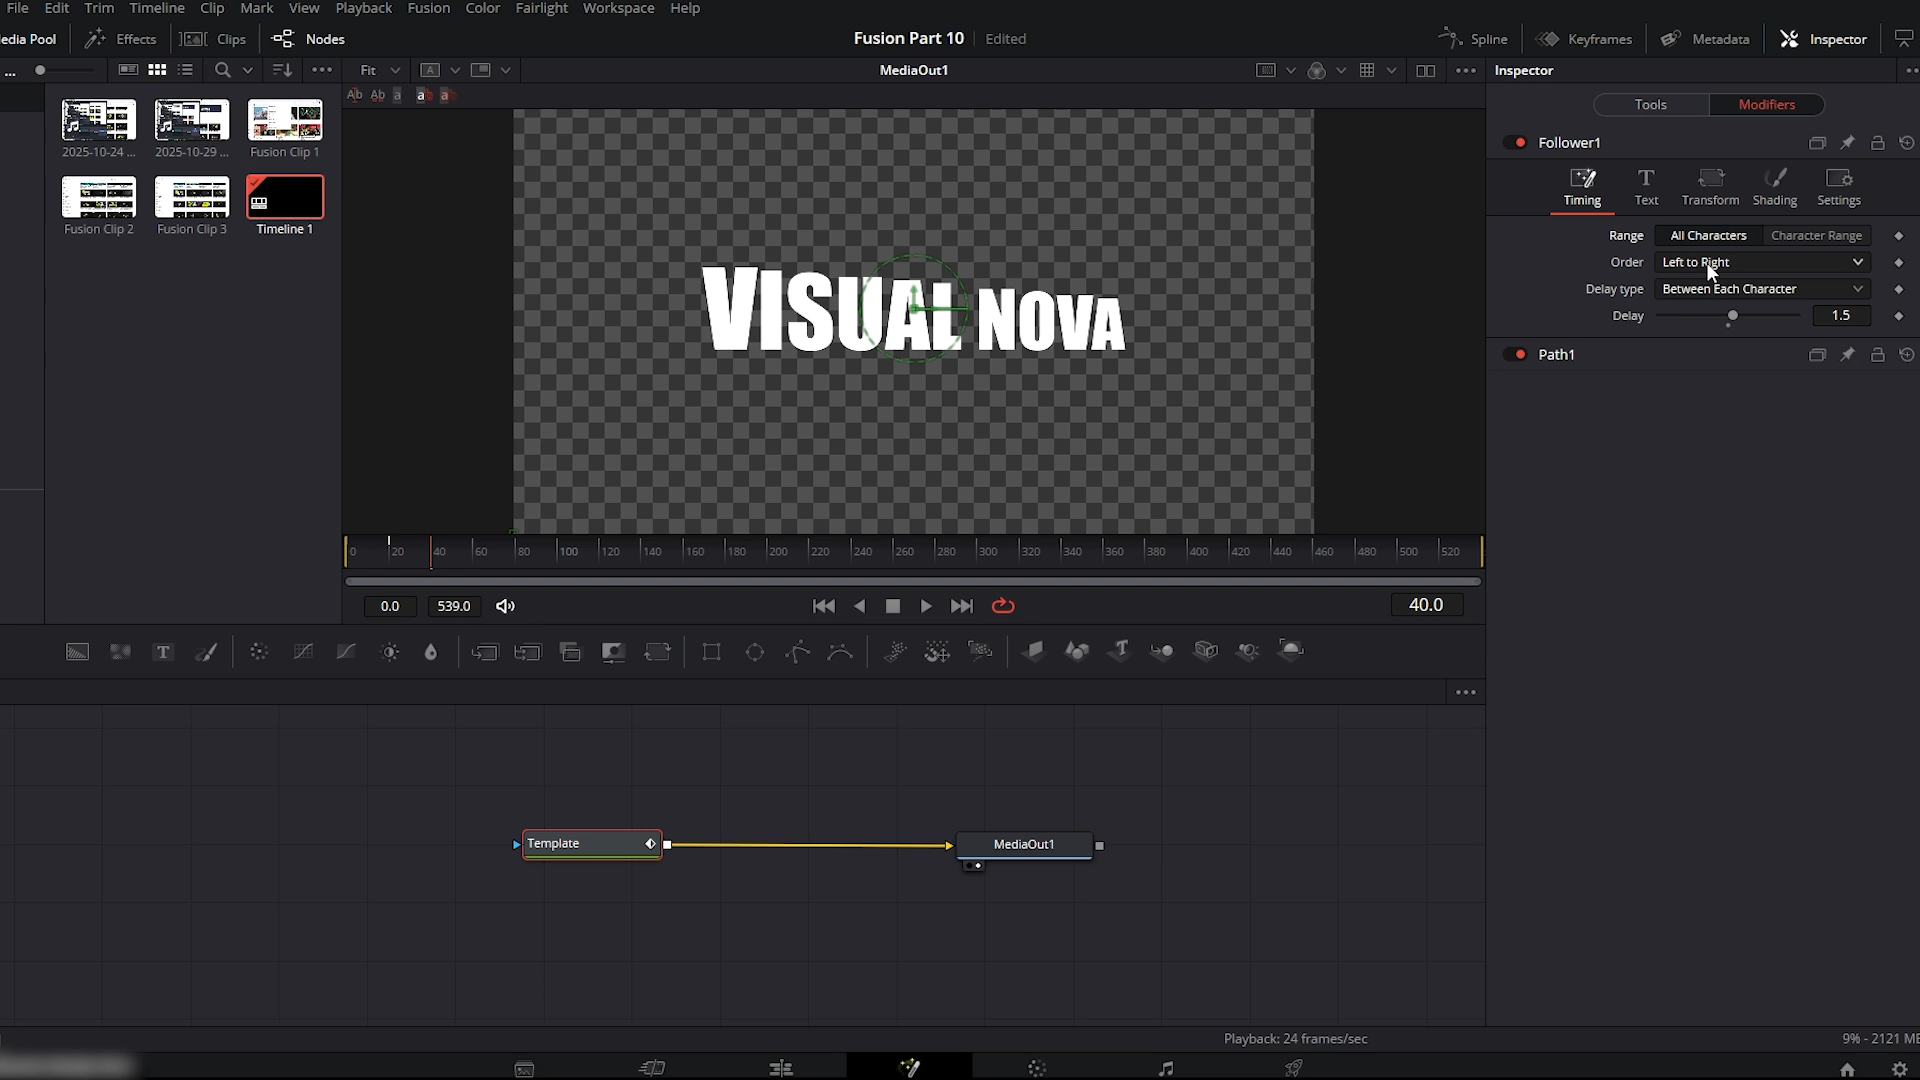 File Edit Trim Timeline Clip Mark View Playback Fusion Color Fairlight Workspace Help
edia Pool Effects Clips Nodes Fusion Part 10 Edited Spline Keyframes Metadata Inspector
... Fit A MediaOut1 Inspector
Ab Ab a a a
Tools Modifiers
2025-10-24 ... 2025-10-29 ... Fusion Clip 1
Follower1
Timing Text Transform Shading Settings
Fusion Clip 2 Fusion Clip 3 Timeline 1
Range All Characters Character Range
Order Left to Right
Delay type Between Each Character
Delay 1.5
Path1
VISUAL NOVA
0 20 40 60 80 100 120 140 160 180 200 220 240 260 280 300 320 340 360 380 400 420 440 460 480 500 520
0.0 539.0 40.0
T T
Template MediaOut1
Playback: 24 frames/sec 9% - 2121 ME